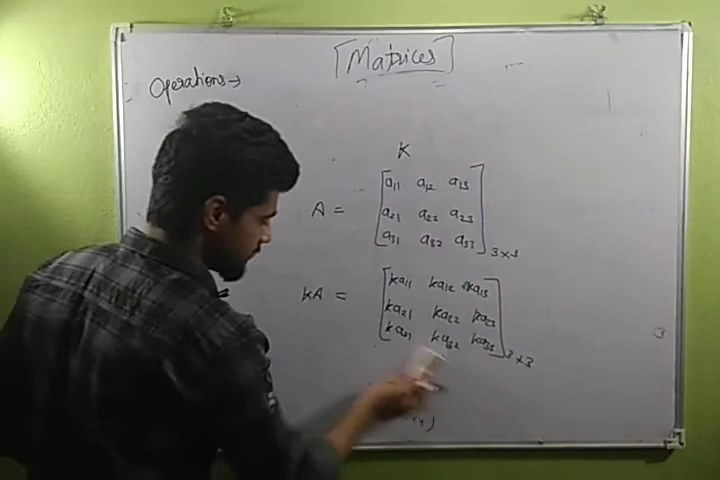 [Matrices]
Operations→
K
A = [a11 a12 a13
a21 a22 a23
a31 a32 a33] 3×3
KA = [ka11 ka12 ka13
ka21 ka22 ka23
ka31 ka32 ka33] 3×3